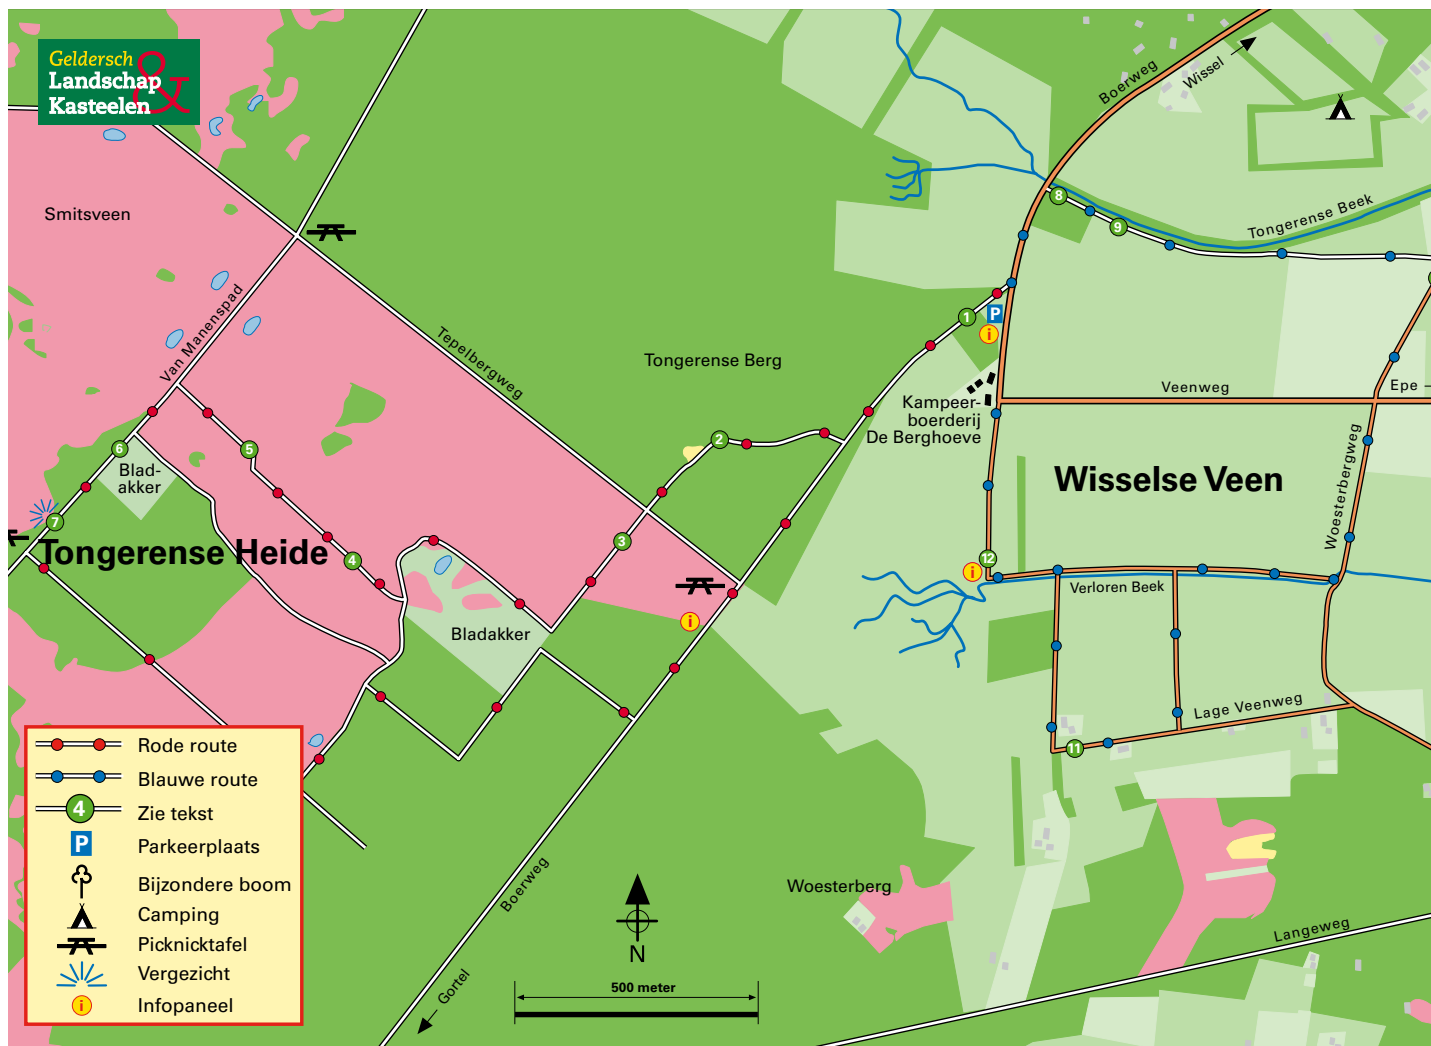 Geldersch
Landschap
&
Kasteelen
Boerweg
Wissel
Smitsveen
8
9
Tongerense Beek
Van Manenspad
Tepelbergweg
1
P
i
Tongerense Berg
Veenweg
Epe
Kampeer-
boerderij
De Berghoeve
2
6
5
Blad-
akker
Wisselse Veen
Woesterbergweg
7
3
Tongerense Heide
4
12
i
Verloren Beek
i
Bladakker
Lage Veenweg
11
Rode route
Blauwe route
4
Zie tekst
P
Parkeerplaats
Bijzondere boom
Camping
Picknicktafel
Vergezicht
i
Infopaneel
Boerweg
Woesterberg
Langeweg
N
Gortel
500 meter